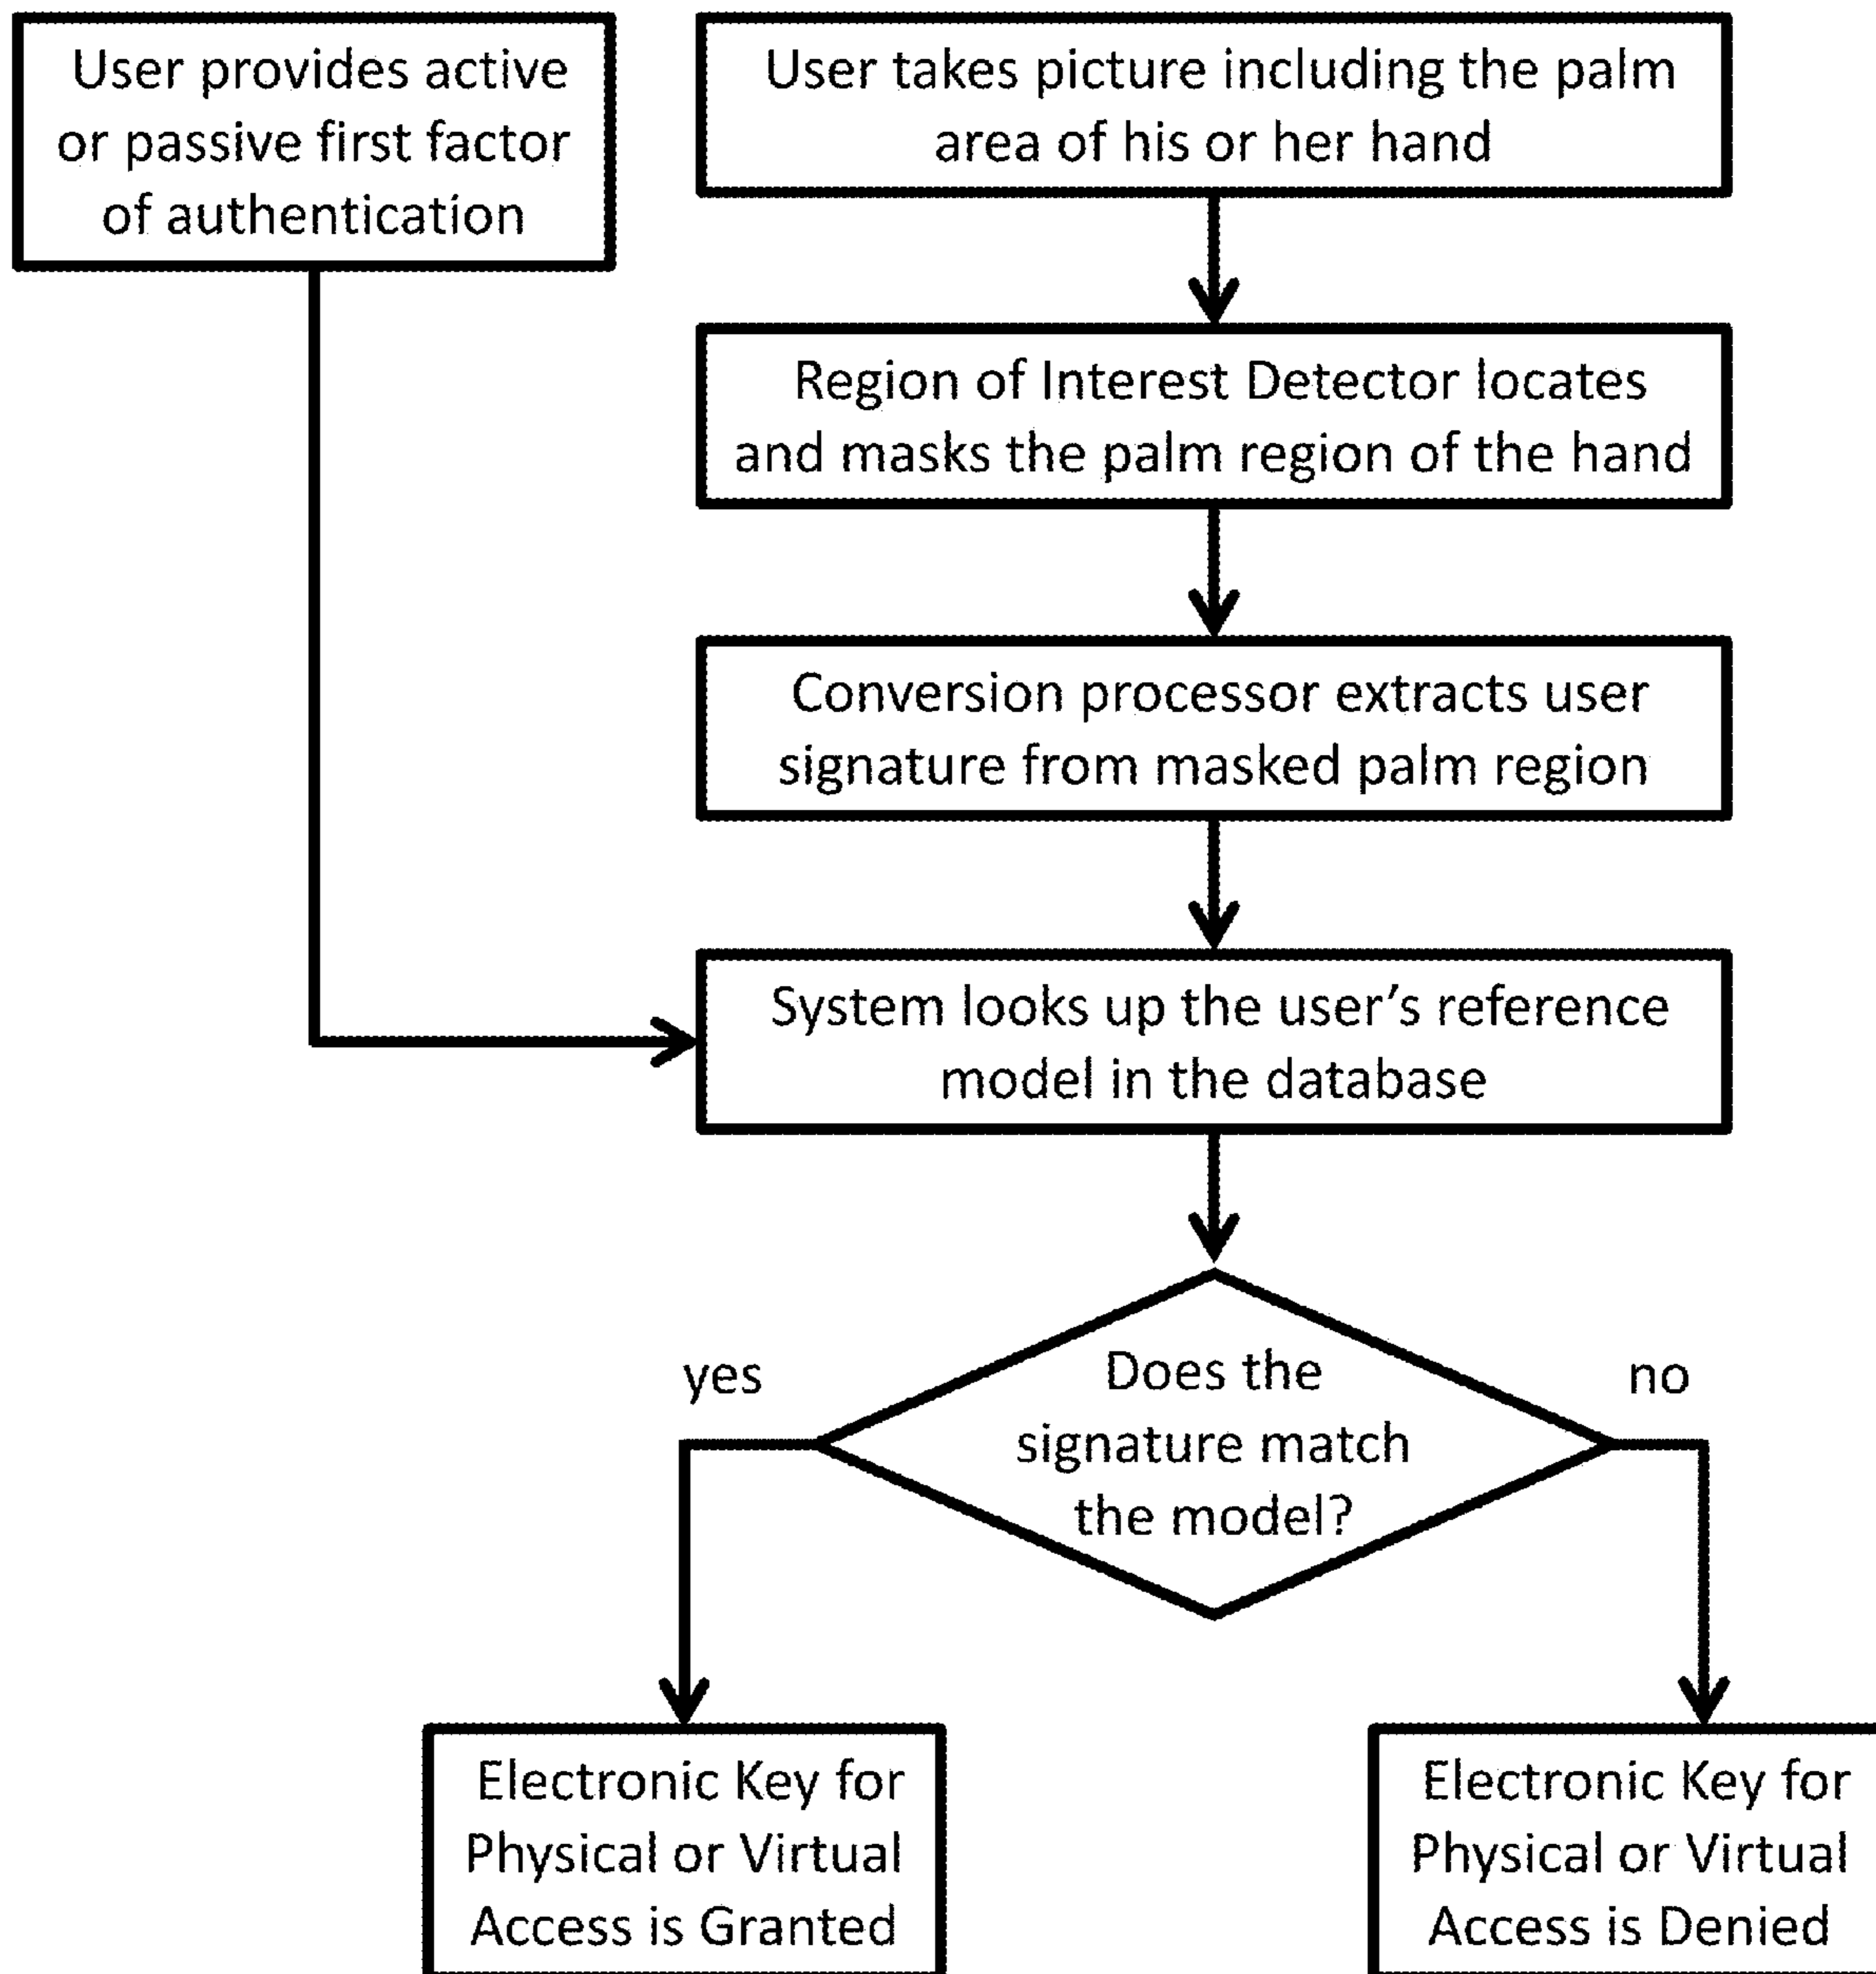 User provides active
or passive first factor
of authentication
User takes picture including the palm
area of his or her hand
Region of Interest Detector locates
and masks the palm region of the hand
Conversion processor extracts user
signature from masked palm region
System looks up the user’s reference
model in the database
Does the
signature match
the model?
yes
no
Electronic Key for
Physical or Virtual
Access is Granted
Electronic Key for
Physical or Virtual
Access is Denied